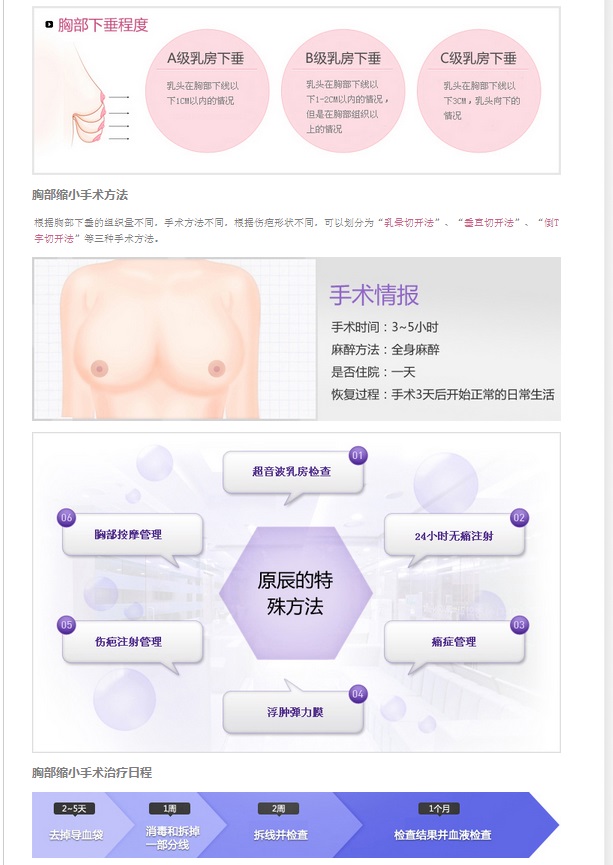 胸部下垂程度
A级乳房下垂
乳头在胸部下线以
下1CM以内的情况
B级乳房下垂
乳头在胸部下线以
下1-2CM以内的情况，
但是在胸部组织以
上的情况
C级乳房下垂
乳头在胸部下线以
下3CM，乳头向下的
情况
胸部缩小手术方法
根据胸部下垂的组织量不同，手术方法不同，根据伤疤形状不同，可以划分为“乳晕切开法”、“垂直切开法”、“倒T
字切开法”等三种手术方法。
手术情报
手术时间：3~5小时
麻醉方法：全身麻醉
是否住院：一天
恢复过程：手术3天后开始正常的日常生活
01
超音波乳房检查
06
胸部按摩管理
02
24小时无痛注射
原辰的特
殊方法
05
伤疤注射管理
03
痛症管理
04
浮肿弹力膜
胸部缩小手术治疗日程
2~5天
去掉导血袋
1周
消毒和拆掉
一部分线
2周
拆线并检查
1个月
检查结果并血液检查